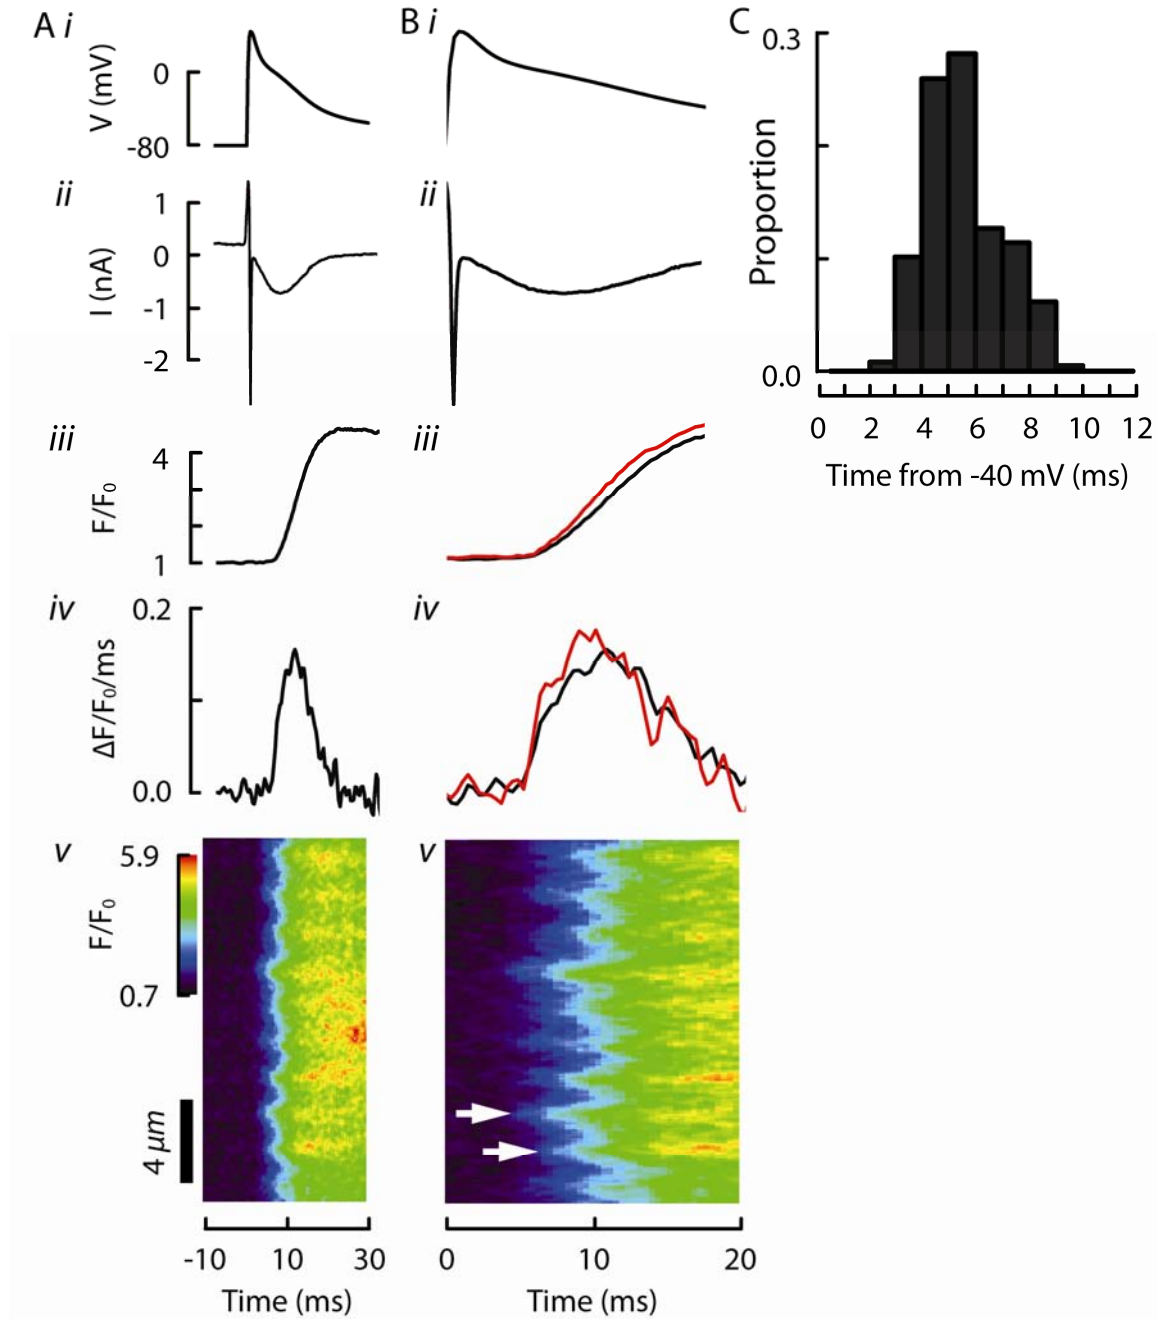 A i
V (mV)
0
-80
ii
I (nA)
1
0
-1
-2
iii
F/F₀
4
1
iv
ΔF/F₀/ms
0.2
0.0
v
F/F₀
5.9
0.7
4 µm
-10 10 30
Time (ms)
B i
ii
iii
iv
v
0 10 20
Time (ms)
C
Proportion
0.3
0.0
0 2 4 6 8 10 12
Time from -40 mV (ms)